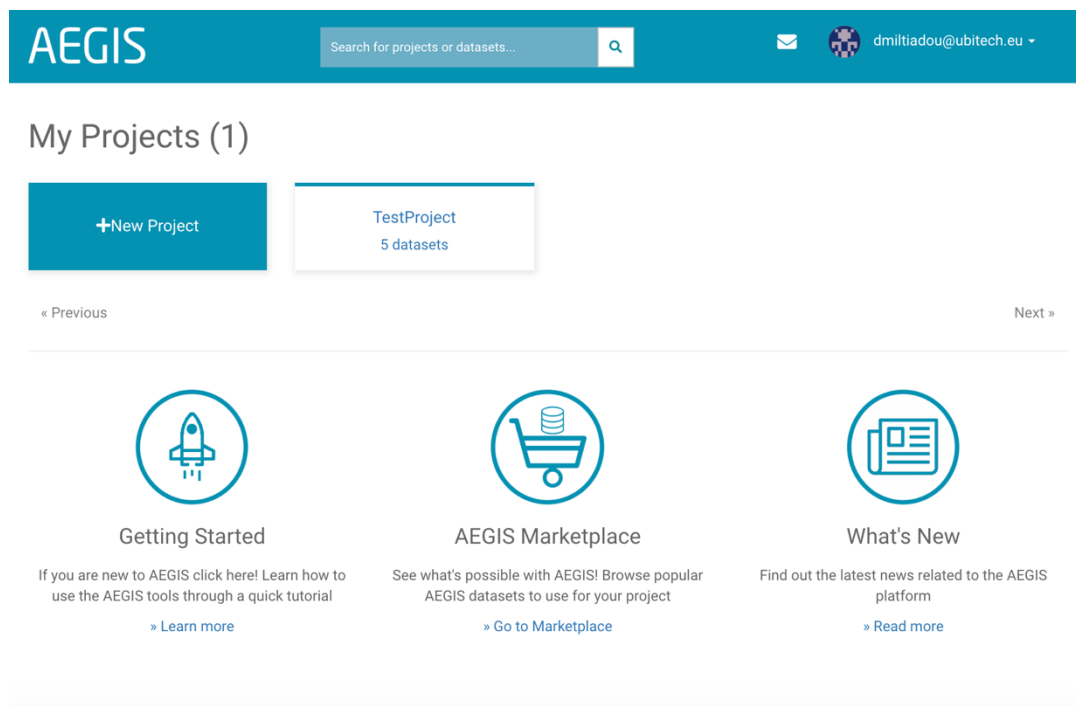 AEGIS
Search for projects or datasets...
dmiltiadou@ubitech.eu
My Projects (1)
+New Project
TestProject
5 datasets
« Previous
Next »
Getting Started
If you are new to AEGIS click here! Learn how to
use the AEGIS tools through a quick tutorial
» Learn more
AEGIS Marketplace
See what's possible with AEGIS! Browse popular
AEGIS datasets to use for your project
» Go to Marketplace
What's New
Find out the latest news related to the AEGIS
platform
» Read more